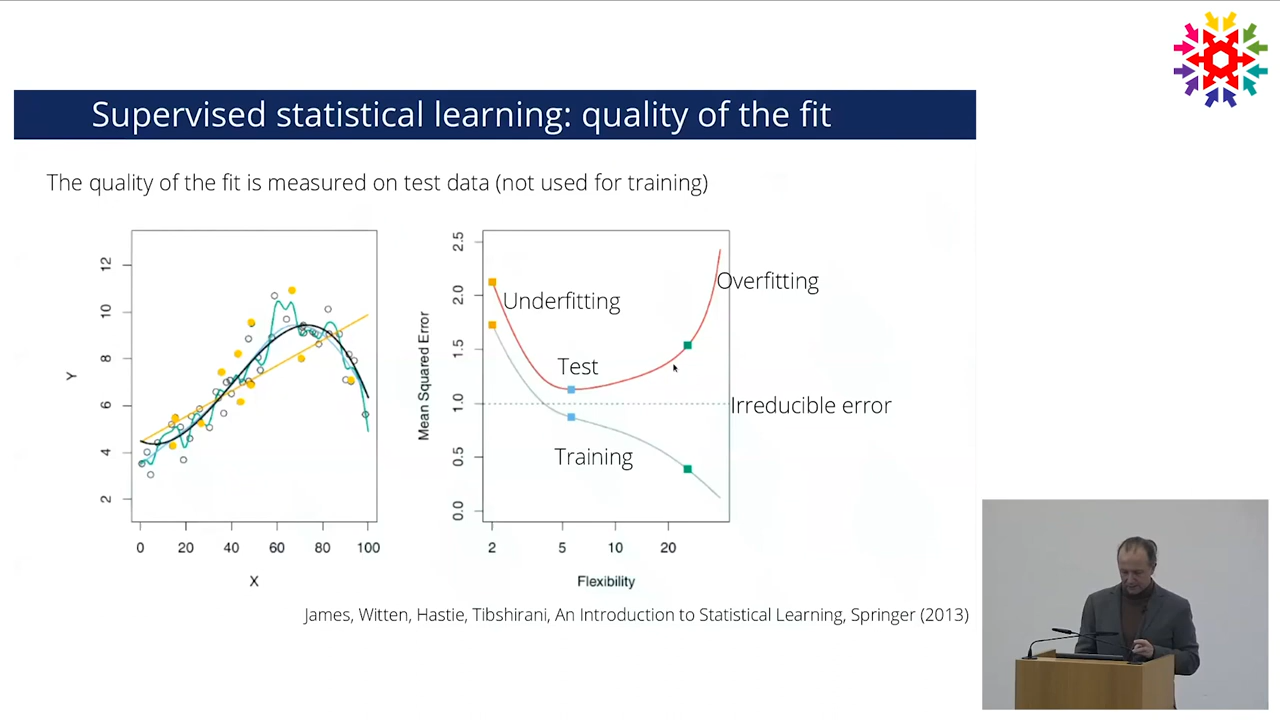 Supervised statistical learning: quality of the fit
The quality of the fit is measured on test data (not used for training)
Y
12
10
8
6
4
2
0 20 40 60 80 100
X
Mean Squared Error
2.5
2.0
1.5
1.0
0.5
0.0
Underfitting
Overfitting
Test
Irreducible error
Training
2 5 10 20
Flexibility
James, Witten, Hastie, Tibshirani, An Introduction to Statistical Learning, Springer (2013)